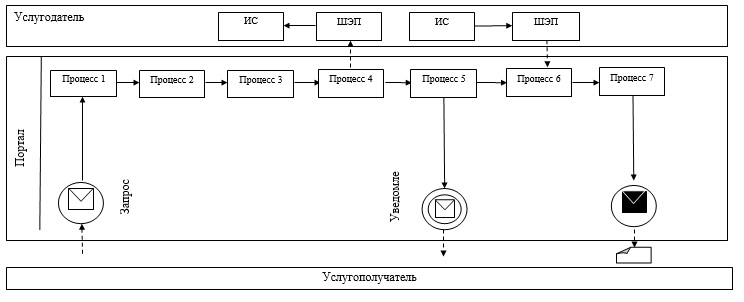 Услугодатель
ИС
ШЭП
ИС
ШЭП
Процесс 1
Процесс 2
Процесс 3
Процесс 4
Процесс 5
Процесс 6
Процесс 7
Портал
Запрос
Уведомле
Услугополучатель